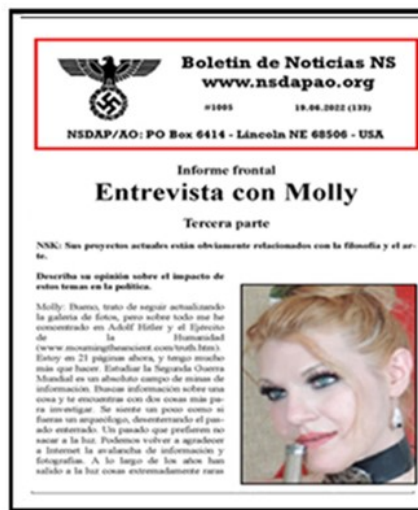 Boletin de Noticias NS
www.nsdapao.org
#1005 19.06.2022 (133)
NSDAP/AO: PO Box 6414 - Lincoln NE 68506 - USA
Informe frontal
Entrevista con Molly
Tercera parte
NSK: Sus proyectos actuales están obviamente relacionados con la filosofía y el ar-
te.
Describa su opinión sobre el impacto de
estos temas en la política.
Molly: Bueno, trato de seguir actualizando
la galería de fotos, pero sobre todo me he
concentrado en Adolf Hitler y el Ejército
de la Humanidad
(www.mourningtheancient.com/truth.htm).
Estoy en 21 páginas ahora, y tengo mucho
más que hacer. Estudiar la Segunda Guerra
Mundial es un absoluto campo de minas de
información. Buscas información sobre una
cosa y te encuentras con dos cosas más pa-
ra investigar. Se siente un poco como si
fueras un arqueólogo, desenterrando el pa-
sado enterrado. Un pasado que prefieren no
sacar a la luz. Podemos volver a agradecer
a Internet la avalancha de información y
fotografías. A lo largo de los años han
salido a la luz cosas extremadamente raras